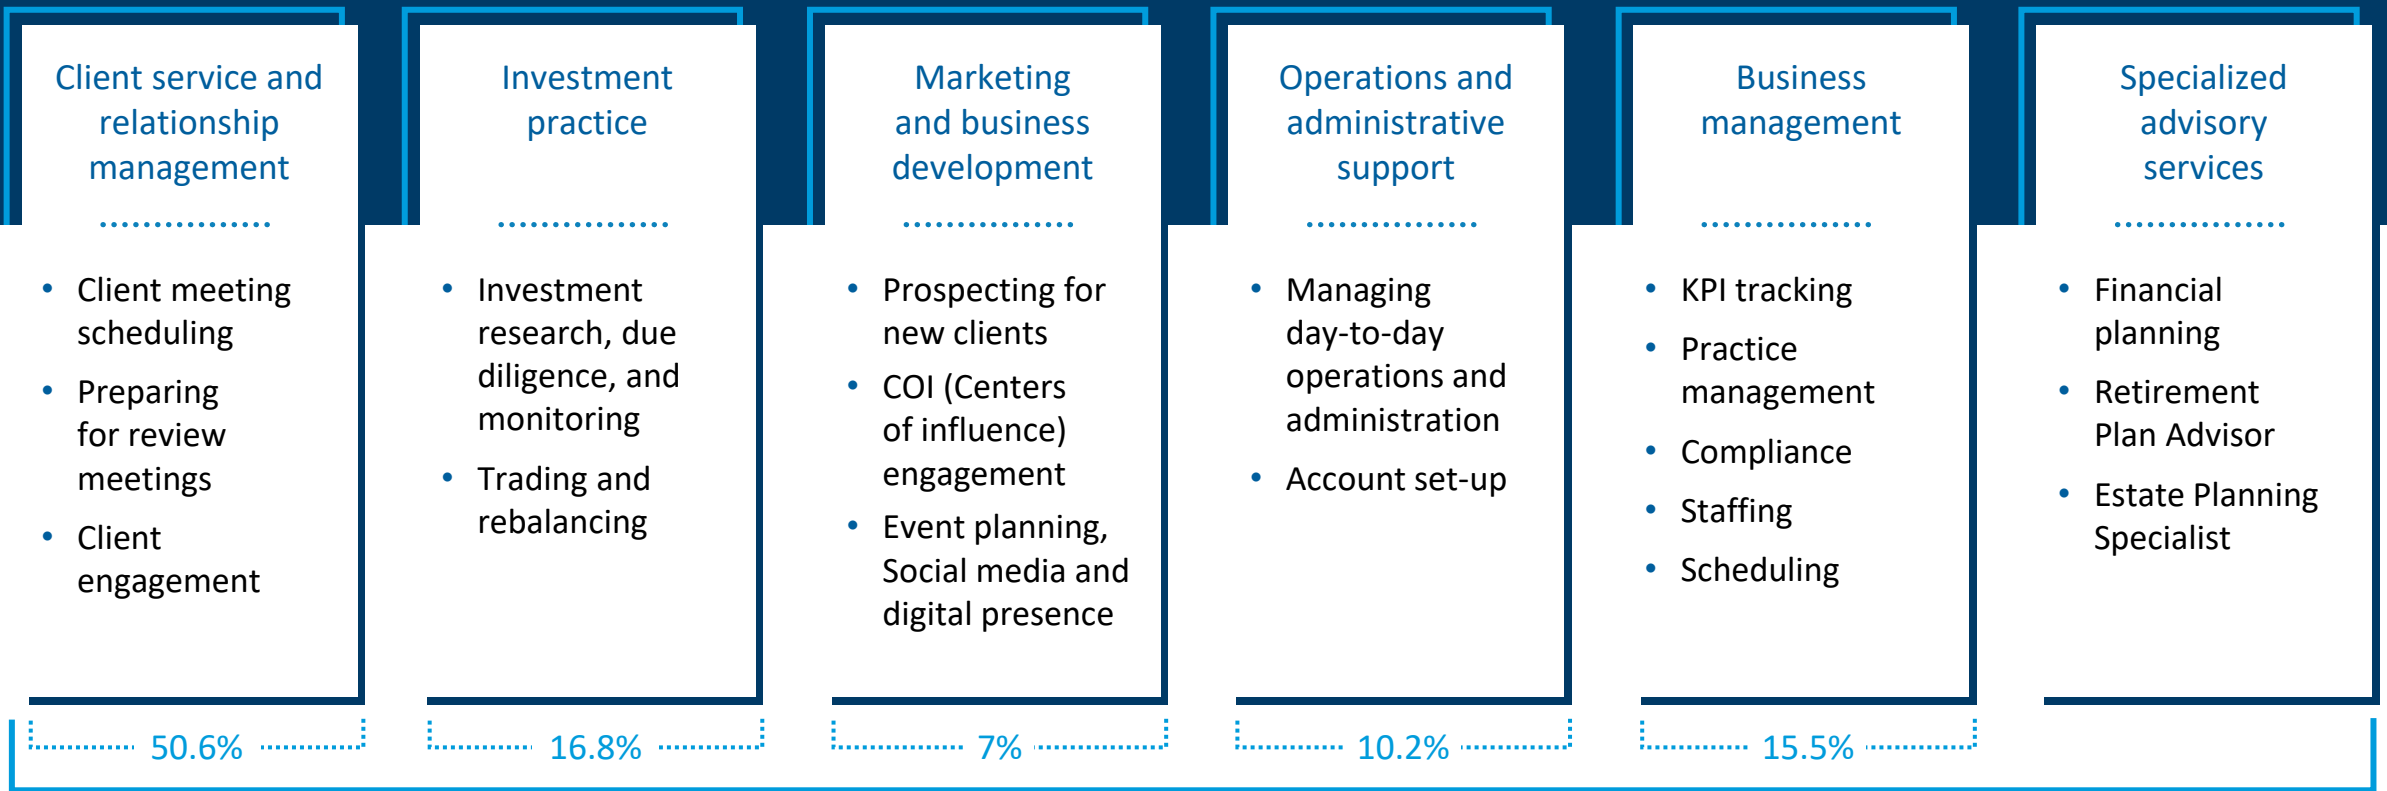 Client service and
relationship
management
• Client meeting
scheduling
• Preparing
for review
meetings
• Client
engagement
50.6%
Investment
practice
• Investment
research, due
diligence, and
monitoring
• Trading and
rebalancing
16.8%
Marketing
and business
development
• Prospecting for
new clients
• COI (Centers
of influence)
engagement
• Event planning,
Social media and
digital presence
7%
Operations and
administrative
support
• Managing
day-to-day
operations and
administration
• Account set-up
10.2%
Business
management
• KPI tracking
• Practice
management
• Compliance
• Staffing
• Scheduling
15.5%
Specialized
advisory
services
• Financial
planning
• Retirement
Plan Advisor
• Estate Planning
Specialist